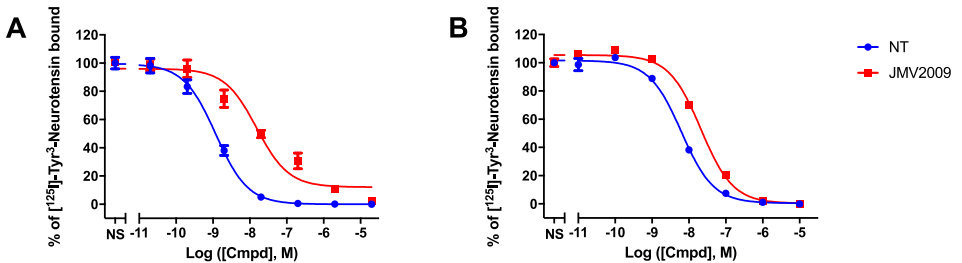 A
% of [¹²⁵I]-Tyr³-Neurotensin bound
120
100
80
60
40
20
0
NS -11 -10 -9 -8 -7 -6 -5
Log ([Cmpd], M)
B
% of [¹²⁵I]-Tyr³-Neurotensin bound
120
100
80
60
40
20
0
NS -11 -10 -9 -8 -7 -6 -5
Log ([Cmpd], M)
NT
JMV2009